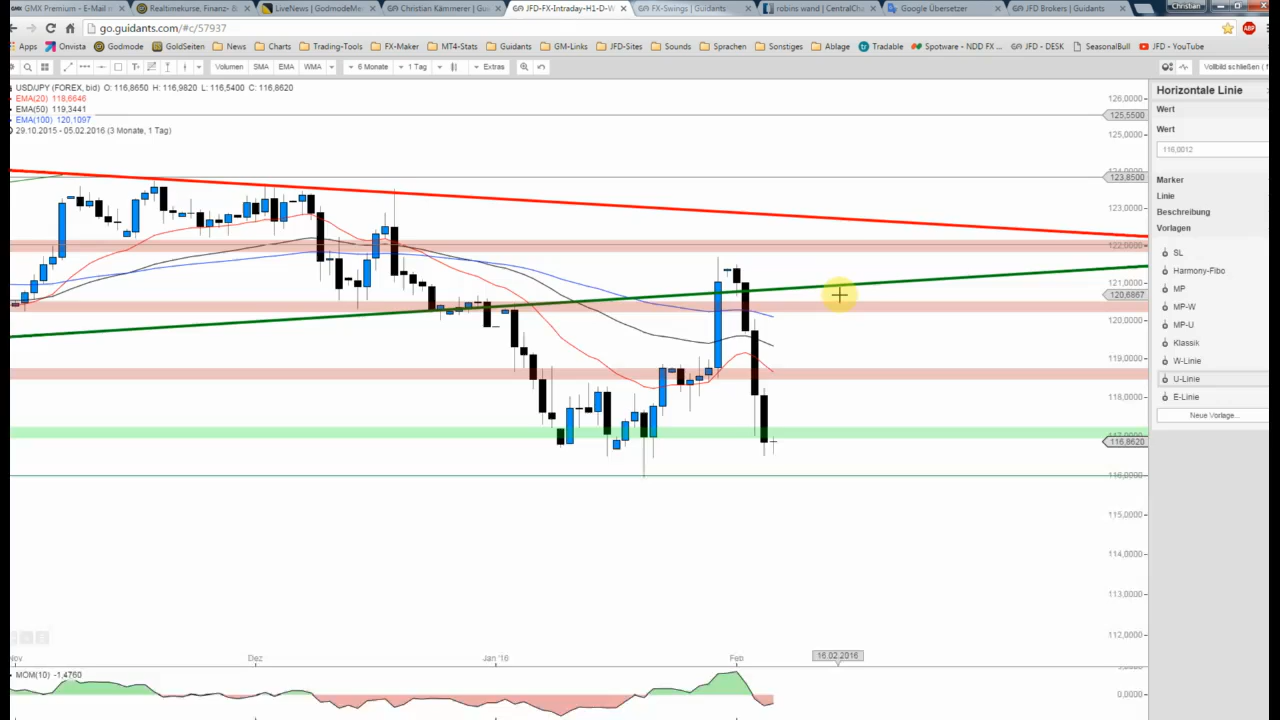 GMX Premium - E-Mail m
Realtimekurse, Finanz- &
LiveNews | GodmodeMe
Christian Kämmerer | Gui
JFD-FX-Intraday-H1-D-W
FX-Swings | Guidants
robins wand | CentralCha
Google Übersetzer
JFD Brokers | Guidants
Christian
go.guidants.com/#c/57937
Apps
Onvista
Godmode
GoldSeiten
News
Charts
Trading-Tools
FX-Maker
MT4-Stats
Guidants
GM-Links
JFD-Sites
Sounds
Sprachen
Sonstiges
Ablage
Tradable
Spotware - NDD FX ...
JFD - DESK
SeasonalBull
JFD - YouTube
Volumen
SMA
EMA
WMA
6 Monate
1 Tag
Extras
Vollbild schließen (
USD/JPY (FOREX, bid) O: 116,8650 H: 116,9820 L: 116,5400 C: 116,8620
EMA(20) 118,6646
EMA(50) 119,3441
EMA(100) 120,1097
29.10.2015 - 05.02.2016 (3 Monate, 1 Tag)
126,0000
125,5500
125,0000
123,8500
123,0000
122,0000
121,0000
120,6867
120,0000
119,0000
118,0000
116,8620
116,0000
115,0000
114,0000
113,0000
112,0000
Horizontale Linie
Wert
Wert
116,0012
Marker
Linie
Beschreibung
Vorlagen
SL
Harmony-Fibo
MP
MP-W
MP-U
Klassik
W-Linie
U-Linie
E-Linie
Neue Vorlage...
Nov
Dez
Jan '16
Feb
16.02.2016
MOM(10) -1,4760
0,0000